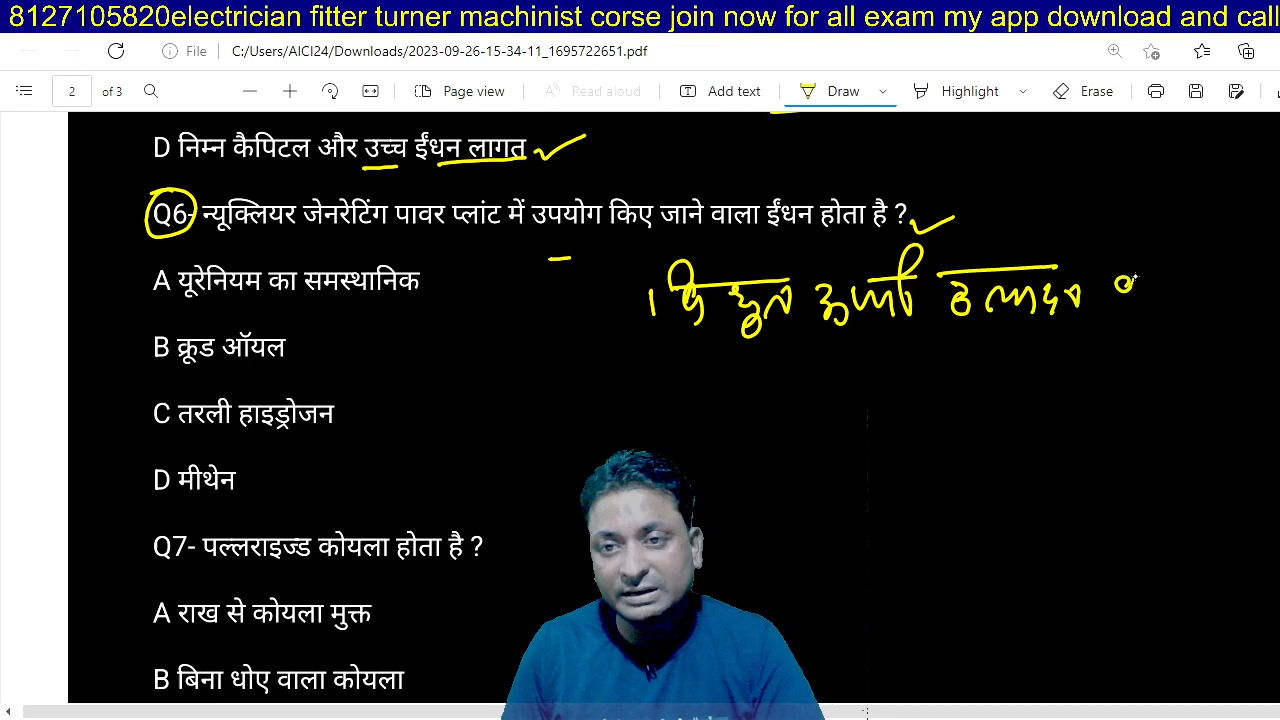 8127105820electrician fitter turner machinist corse join now for all exam my app download and call
File C:/Users/AICI24/Downloads/2023-09-26-15-34-11_1695722651.pdf
2 of 3 Page view Read aloud Add text Draw Highlight Erase
D निम्न कैपिटल और उच्च ईंधन लागत
Q6- न्यूक्लियर जेनरेटिंग पावर प्लांट में उपयोग किए जाने वाला ईंधन होता है ?
A यूरेनियम का समस्थानिक
विद्युत ऊर्जा उत्पादन
B क्रूड ऑयल
C तरली हाइड्रोजन
D मीथेन
Q7- पल्लराइज्ड कोयला होता है ?
A राख से कोयला मुक्त
B बिना धोए वाला कोयला